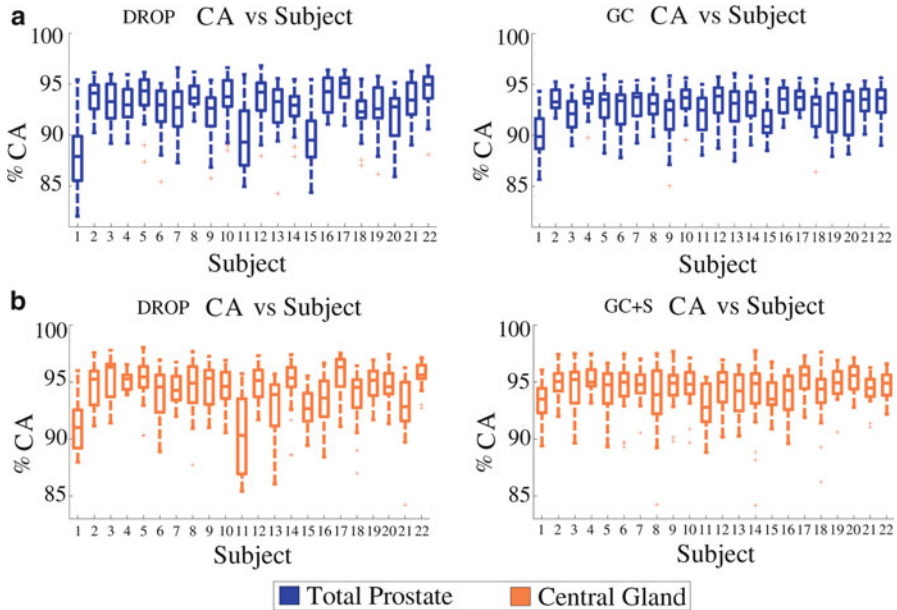 a
DROP CA vs Subject
100
95
90
85
% CA
1 2 3 4 5 6 7 8 9 10 11 12 13 14 15 16 17 18 19 20 21 22
Subject
GC CA vs Subject
100
95
90
85
% CA
1 2 3 4 5 6 7 8 9 10 11 12 13 14 15 16 17 18 19 20 21 22
Subject
b
DROP CA vs Subject
100
95
90
85
% CA
1 2 3 4 5 6 7 8 9 10 11 12 13 14 15 16 17 18 19 20 21 22
Subject
GC+S CA vs Subject
100
95
90
85
% CA
1 2 3 4 5 6 7 8 9 10 11 12 13 14 15 16 17 18 19 20 21 22
Subject
Total Prostate
Central Gland